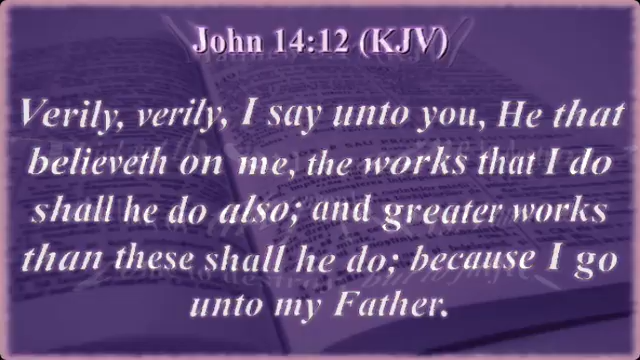 John 14:12 (KJV)
Verily, verily, I say unto you, He that
believeth on me, the works that I do
shall he do also; and greater works
than these shall he do; because I go
unto my Father.